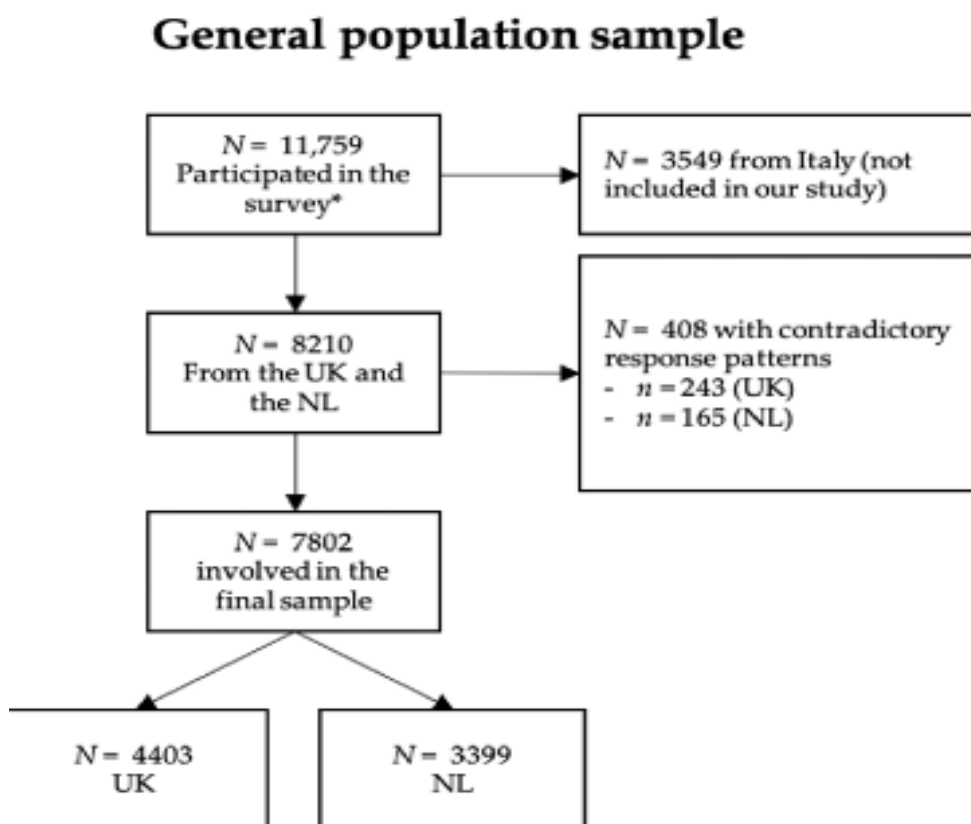 General population sample
N = 11,759
Participated in the
survey*
N = 3549 from Italy (not
included in our study)
N = 8210
From the UK and
the NL
N = 408 with contradictory
response patterns
- n = 243 (UK)
- n = 165 (NL)
N = 7802
involved in the
final sample
N = 4403
UK
N = 3399
NL